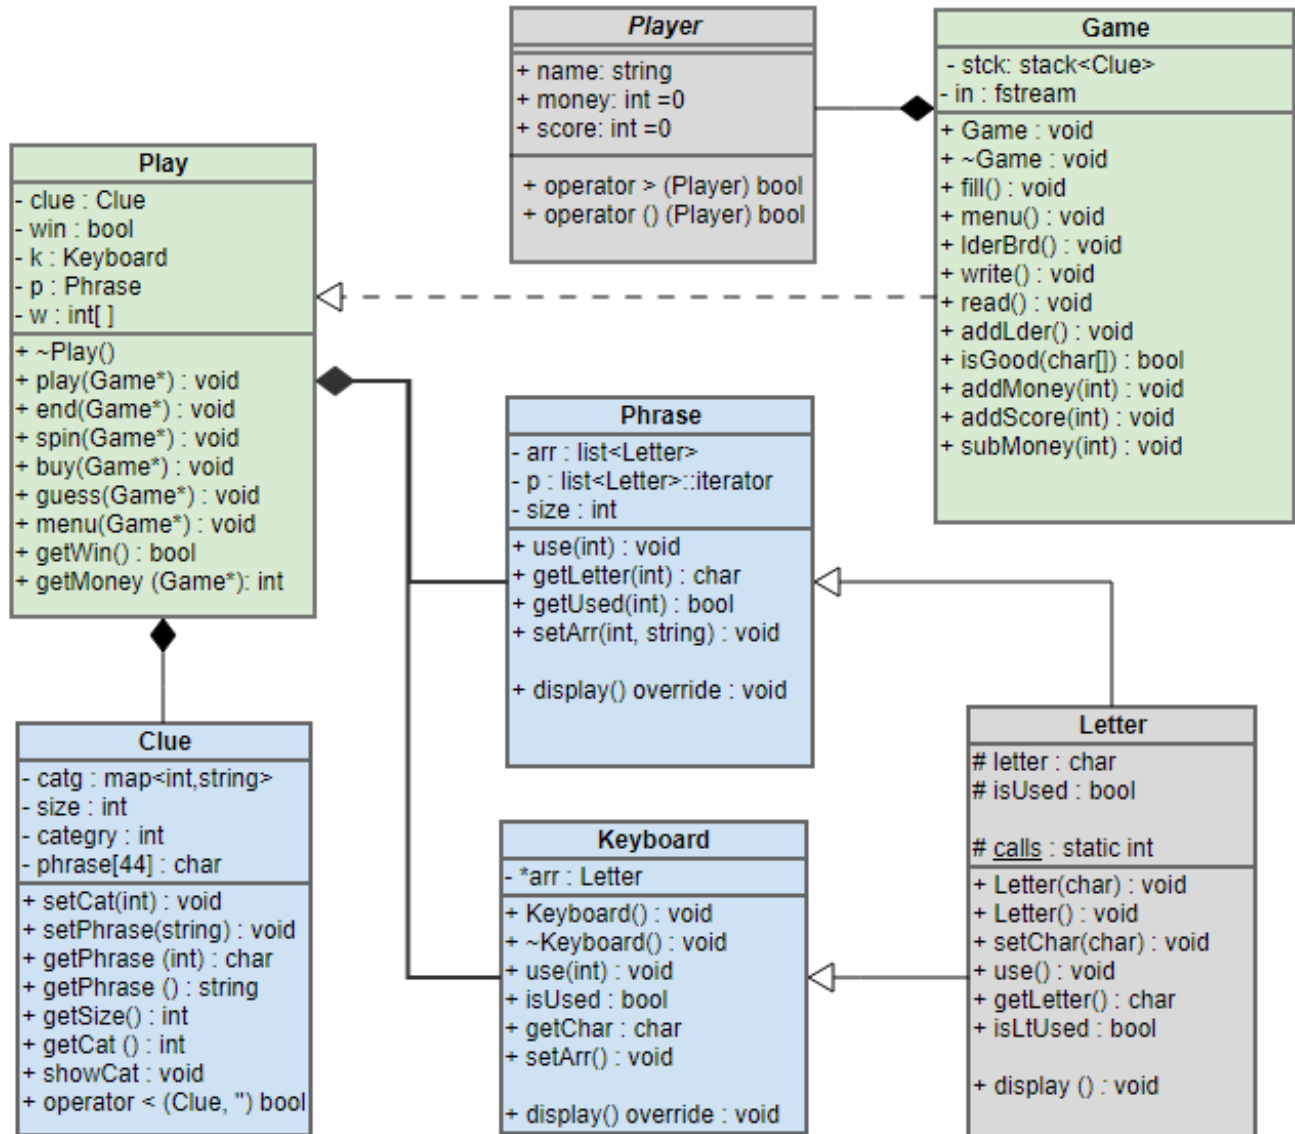 Player
+ name: string
+ money: int =0
+ score: int =0
+ operator > (Player) bool
+ operator () (Player) bool
Game
- stck: stack<Clue>
- in : fstream
+ Game : void
+ ~Game : void
+ fill() : void
+ menu() : void
+ lderBrd() : void
+ write() : void
+ read() : void
+ addLder() : void
+ isGood(char[]) : bool
+ addMoney(int) : void
+ addScore(int) : void
+ subMoney(int) : void
Play
- clue : Clue
- win : bool
- k : Keyboard
- p : Phrase
- w : int[ ]
+ ~Play()
+ play(Game*) : void
+ end(Game*) : void
+ spin(Game*) : void
+ buy(Game*) : void
+ guess(Game*) : void
+ menu(Game*) : void
+ getWin() : bool
+ getMoney (Game*): int
Phrase
- arr : list<Letter>
- p : list<Letter>::iterator
- size : int
+ use(int) : void
+ getLetter(int) : char
+ getUsed(int) : bool
+ setArr(int, string) : void
+ display() override : void
Clue
- catg : map<int,string>
- size : int
- categry : int
- phrase[44] : char
+ setCat(int) : void
+ setPhrase(string) : void
+ getPhrase (int) : char
+ getPhrase () : string
+ getSize() : int
+ getCat () : int
+ showCat : void
+ operator < (Clue, ") bool
Keyboard
- *arr : Letter
+ Keyboard() : void
+ ~Keyboard() : void
+ use(int) : void
+ isUsed : bool
+ getChar : char
+ setArr() : void
+ display() override : void
Letter
# letter : char
# isUsed : bool
# calls : static int
+ Letter(char) : void
+ Letter() : void
+ setChar(char) : void
+ use() : void
+ getLetter() : char
+ isLtUsed : bool
+ display () : void